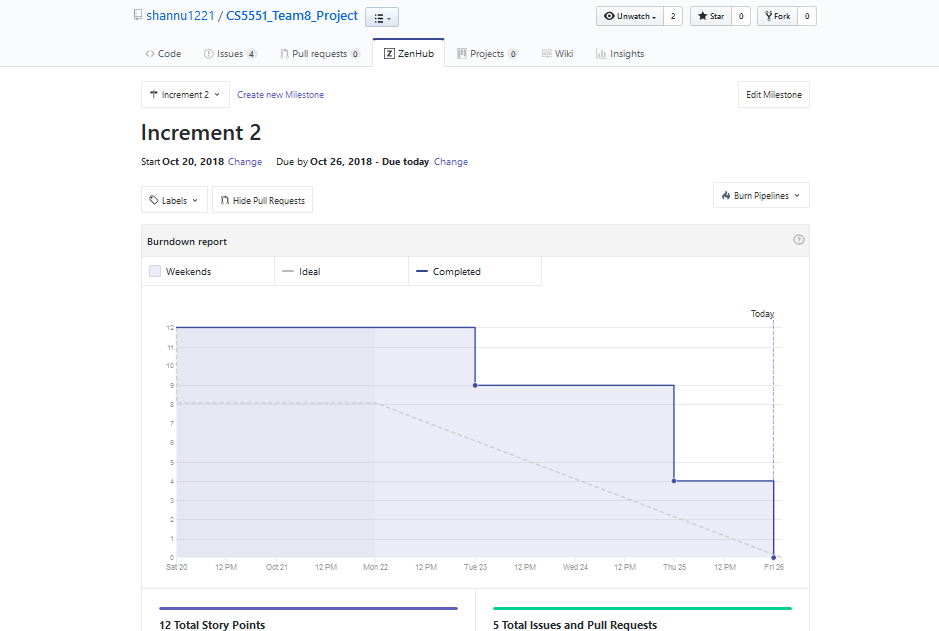 shannu1221 / CS5551_Team8_Project
Unwatch 2 Star 0 Fork 0
Code Issues 4 Pull requests 0 ZenHub Projects 0 Wiki Insights
Increment 2 Create new Milestone Edit Milestone
Increment 2
Start Oct 20, 2018 Change Due by Oct 26, 2018 - Due today Change
Labels Hide Pull Requests Burn Pipelines
Burndown report
Weekends Ideal Completed
Today
12
11
10
9
8
7
6
5
4
3
2
1
0
Sat 20 12 PM Oct 21 12 PM Mon 22 12 PM Tue 23 12 PM Wed 24 12 PM Thu 25 12 PM Fri 26
12 Total Story Points 5 Total Issues and Pull Requests